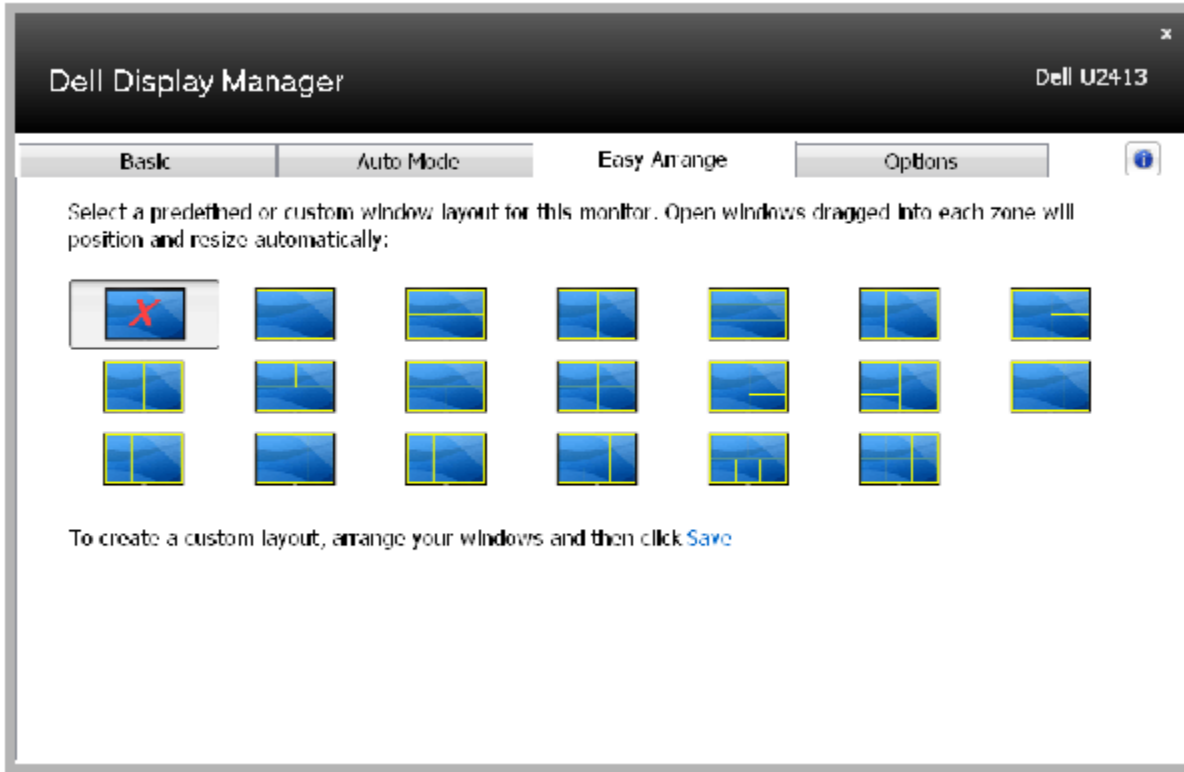 x
Dell Display Manager
Dell U2413
Basic
Auto Mode
Easy Arrange
Options
i
Select a predefined or custom window layout for this monitor. Open windows dragged into each zone will
position and resize automatically:
X
To create a custom layout, arrange your windows and then click Save